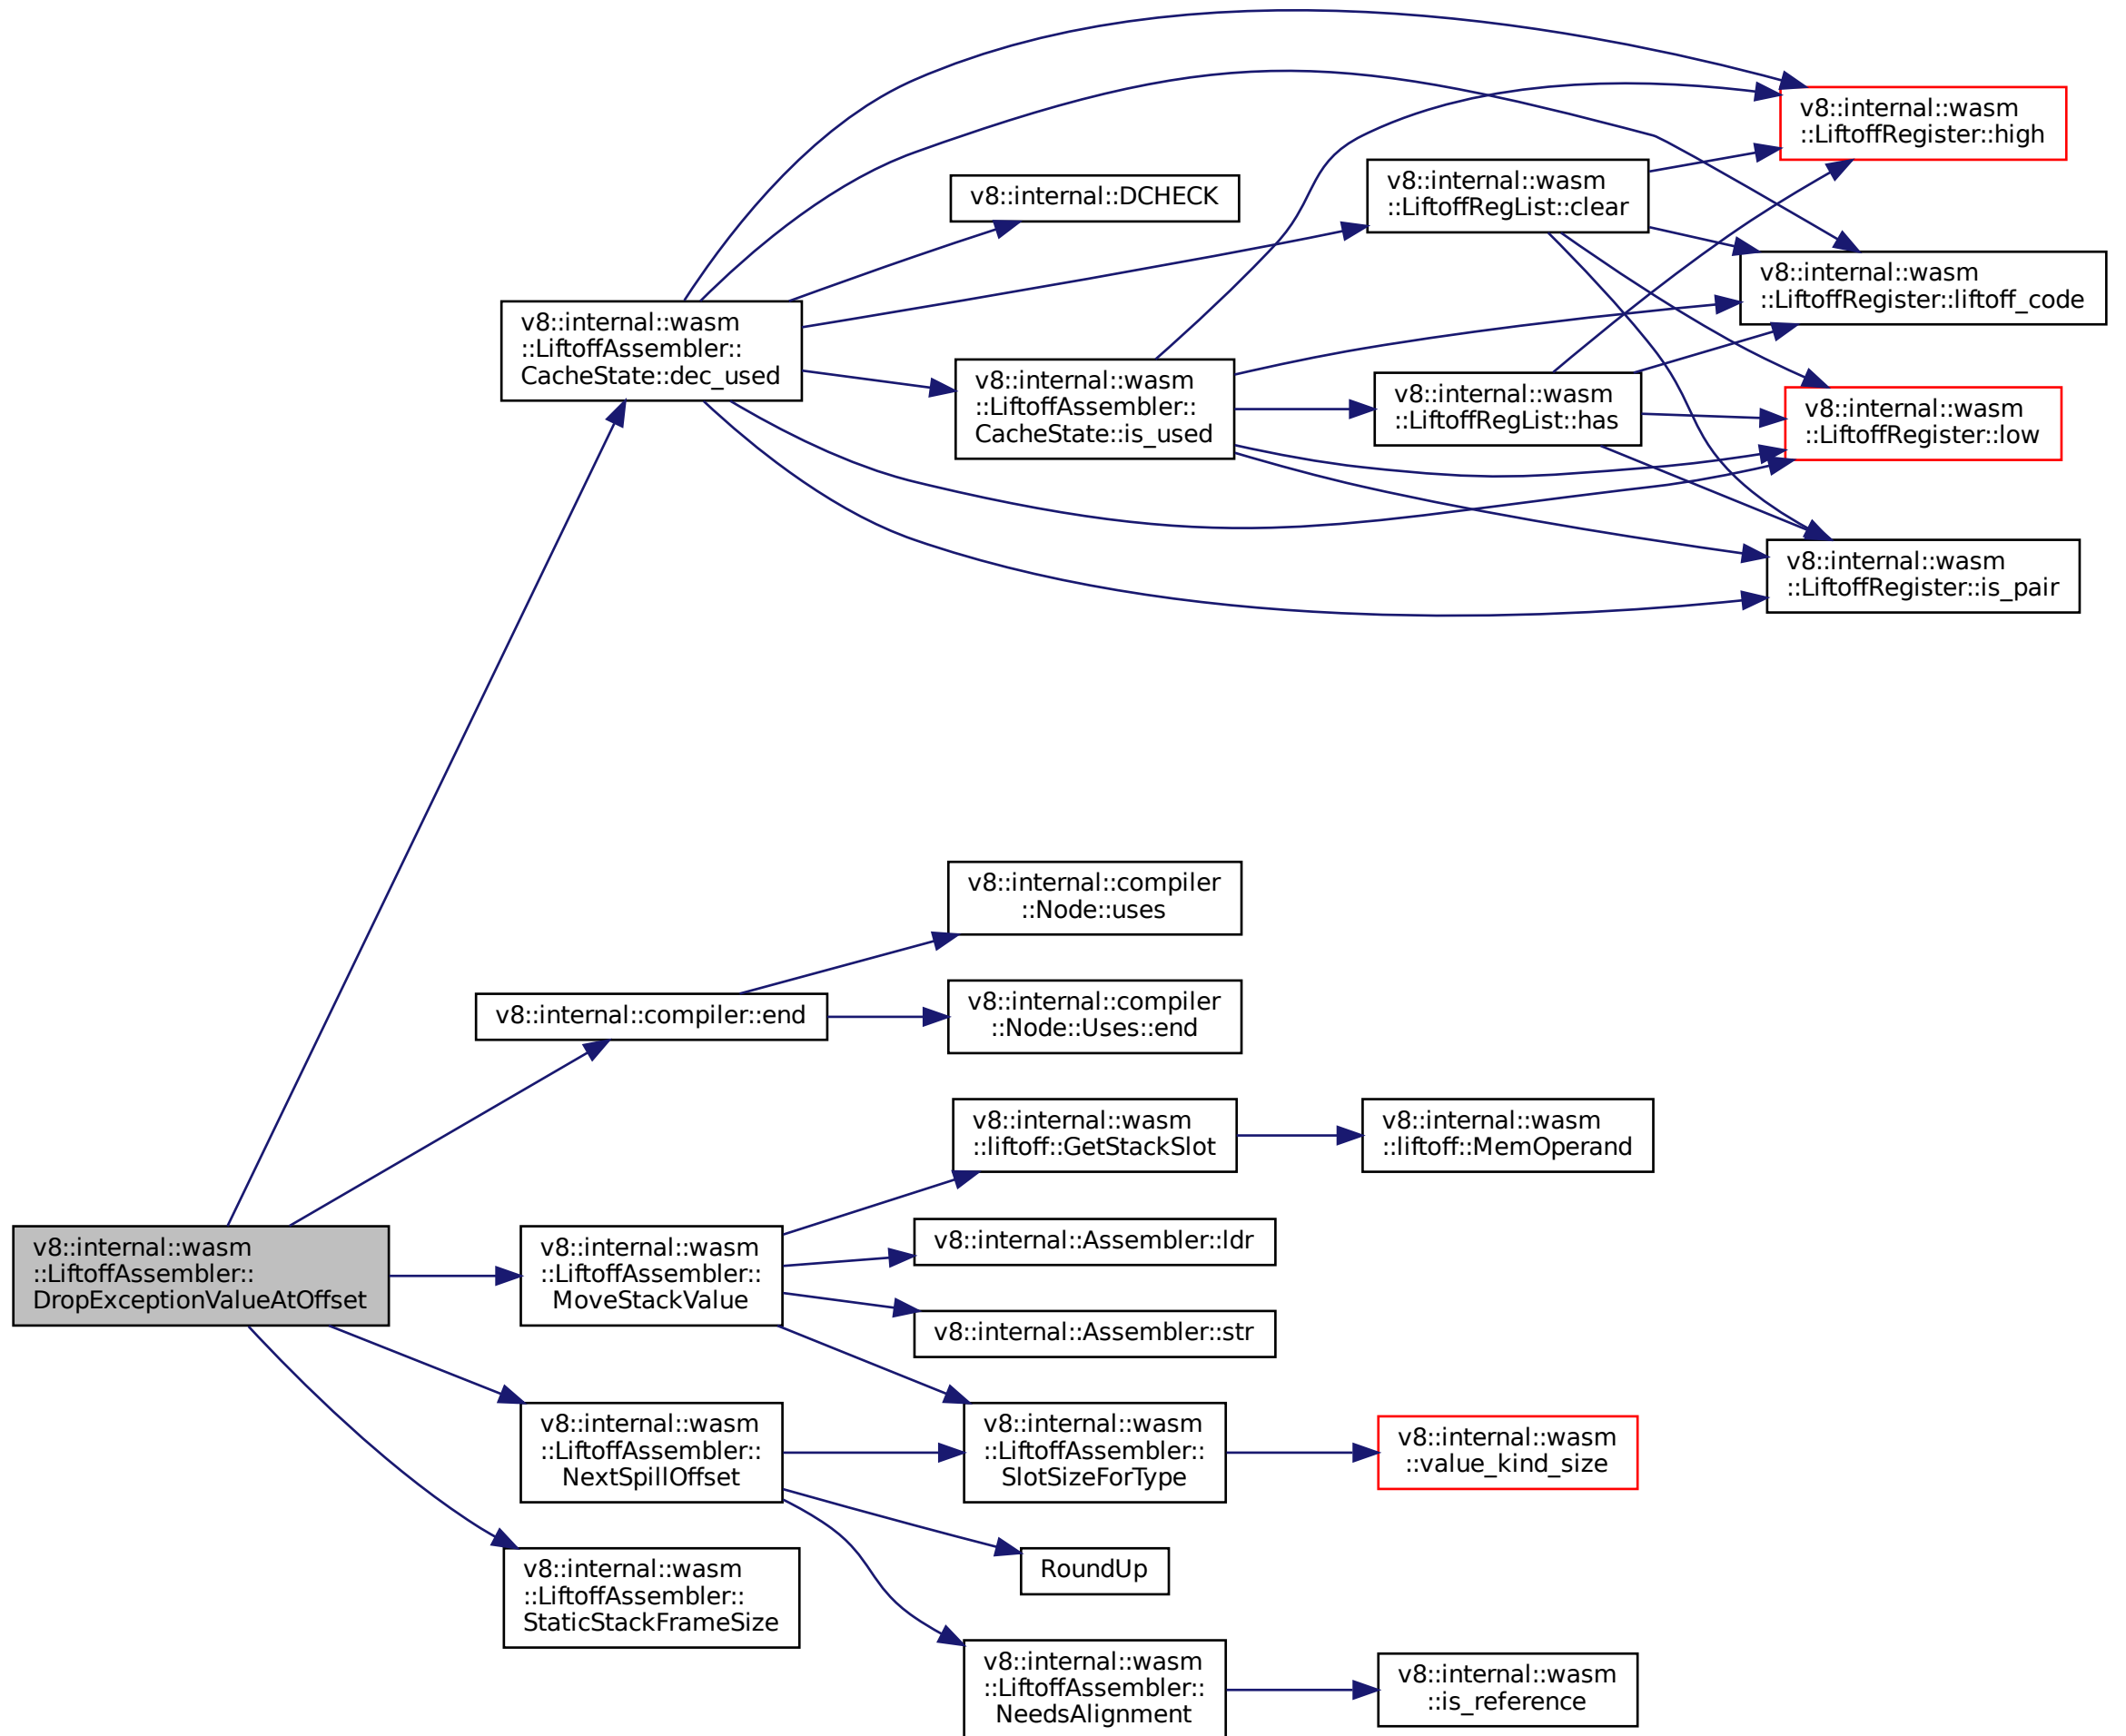 v8::internal::wasm
::LiftoffRegister::high
v8::internal::wasm
::LiftoffRegList::clear
v8::internal::DCHECK
v8::internal::wasm
::LiftoffRegister::liftoff_code
v8::internal::wasm
::LiftoffAssembler::
CacheState::dec_used
v8::internal::wasm
::LiftoffAssembler::
CacheState::is_used
v8::internal::wasm
::LiftoffRegList::has
v8::internal::wasm
::LiftoffRegister::low
v8::internal::wasm
::LiftoffRegister::is_pair
v8::internal::compiler
::Node::uses
v8::internal::compiler::end
v8::internal::compiler
::Node::Uses::end
v8::internal::wasm
::liftoff::GetStackSlot
v8::internal::wasm
::liftoff::MemOperand
v8::internal::wasm
::LiftoffAssembler::
DropExceptionValueAtOffset
v8::internal::wasm
::LiftoffAssembler::
MoveStackValue
v8::internal::Assembler::ldr
v8::internal::Assembler::str
v8::internal::wasm
::LiftoffAssembler::
NextSpillOffset
v8::internal::wasm
::LiftoffAssembler::
SlotSizeForType
v8::internal::wasm
::value_kind_size
v8::internal::wasm
::LiftoffAssembler::
StaticStackFrameSize
RoundUp
v8::internal::wasm
::LiftoffAssembler::
NeedsAlignment
v8::internal::wasm
::is_reference